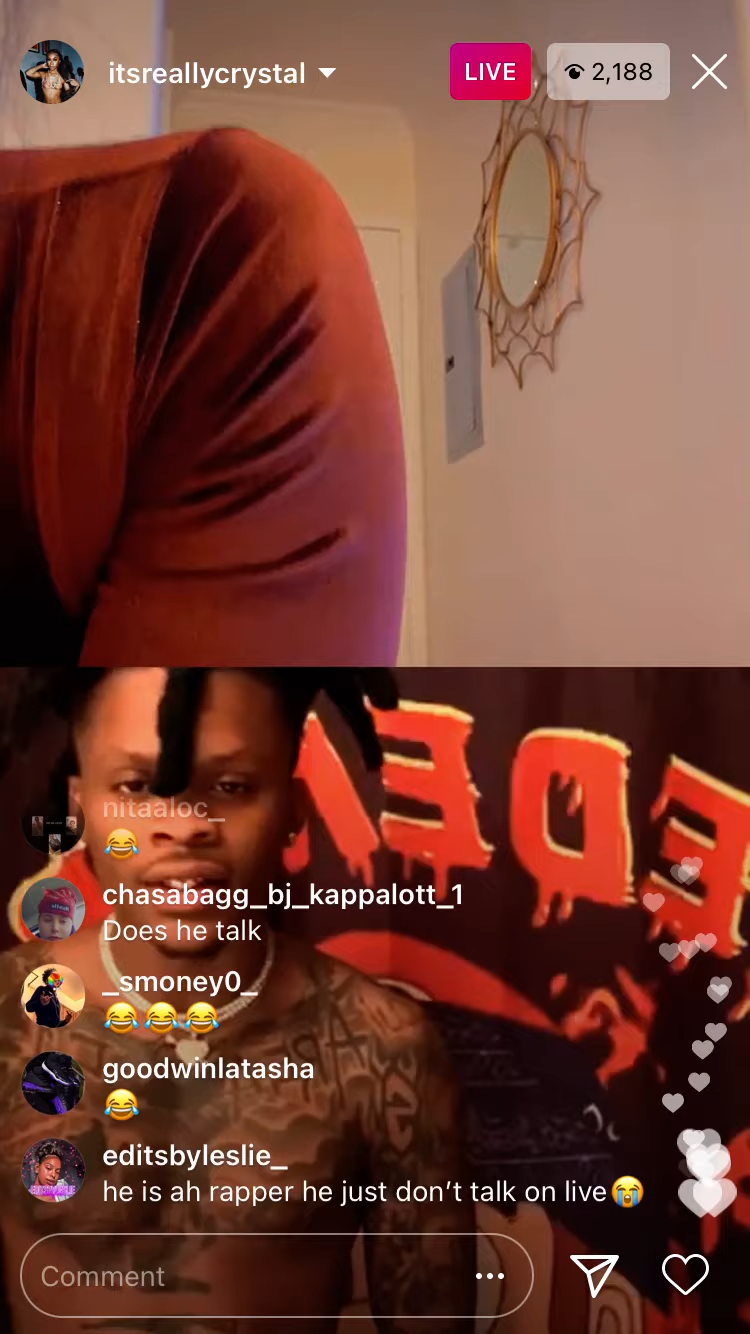 itsreallycrystal
LIVE
2,188
nitaaloc_
😂
chasabagg_bj_kappalott_1
Does he talk
_smoney0_
😂😂😂
goodwinlatasha
😂
editsbyleslie_
he is ah rapper he just don’t talk on live😭
Comment